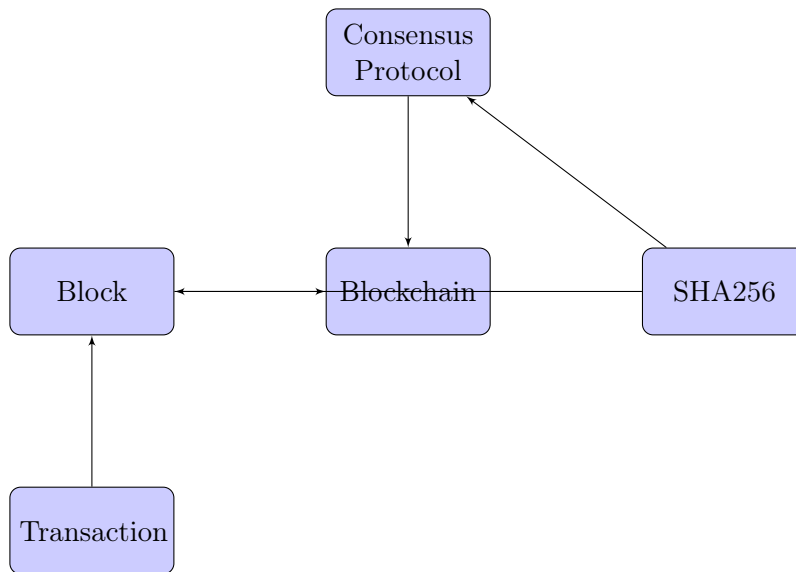 Consensus
Protocol
Block
Blockchain
SHA256
Transaction